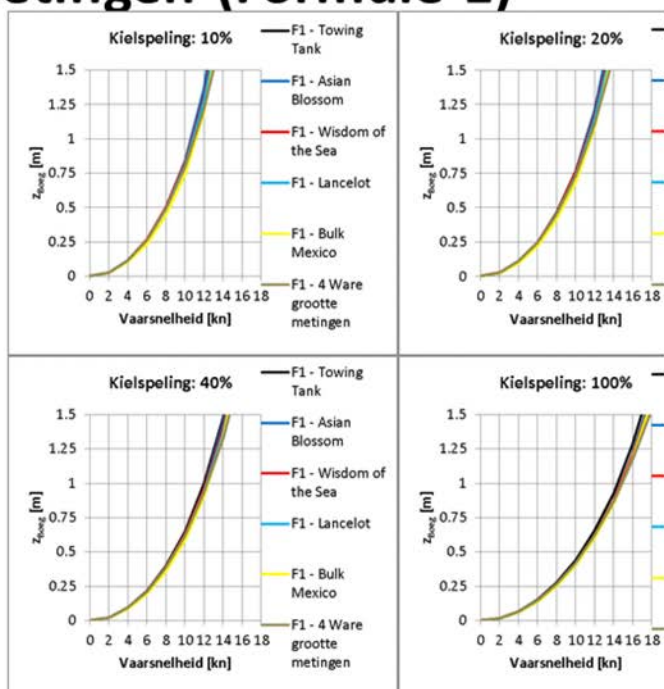 (Formule 1)
Kielspeling: 10%
1.5
1.25
1
0.75
0.5
0.25
0
z_Boeg [m]
0 2 4 6 8 10 12 14 16 18
Vaarsnelheid [kn]
F1 - Towing
Tank
F1 - Asian
Blossom
F1 - Wisdom of
the Sea
F1 - Lancelot
F1 - Bulk
Mexico
F1 - 4 Ware
grootte
metingen
Kielspeling: 20%
1.5
1.25
1
0.75
0.5
0.25
0
z_Boeg [m]
0 2 4 6 8 10 12 14 16 18
Vaarsnelheid [kn]
Kielspeling: 40%
1.5
1.25
1
0.75
0.5
0.25
0
z_Boeg [m]
0 2 4 6 8 10 12 14 16 18
Vaarsnelheid [kn]
F1 - Towing
Tank
F1 - Asian
Blossom
F1 - Wisdom of
the Sea
F1 - Lancelot
F1 - Bulk
Mexico
F1 - 4 Ware
grootte
metingen
Kielspeling: 100%
1.5
1.25
1
0.75
0.5
0.25
0
z_Boeg [m]
0 2 4 6 8 10 12 14 16 18
Vaarsnelheid [kn]